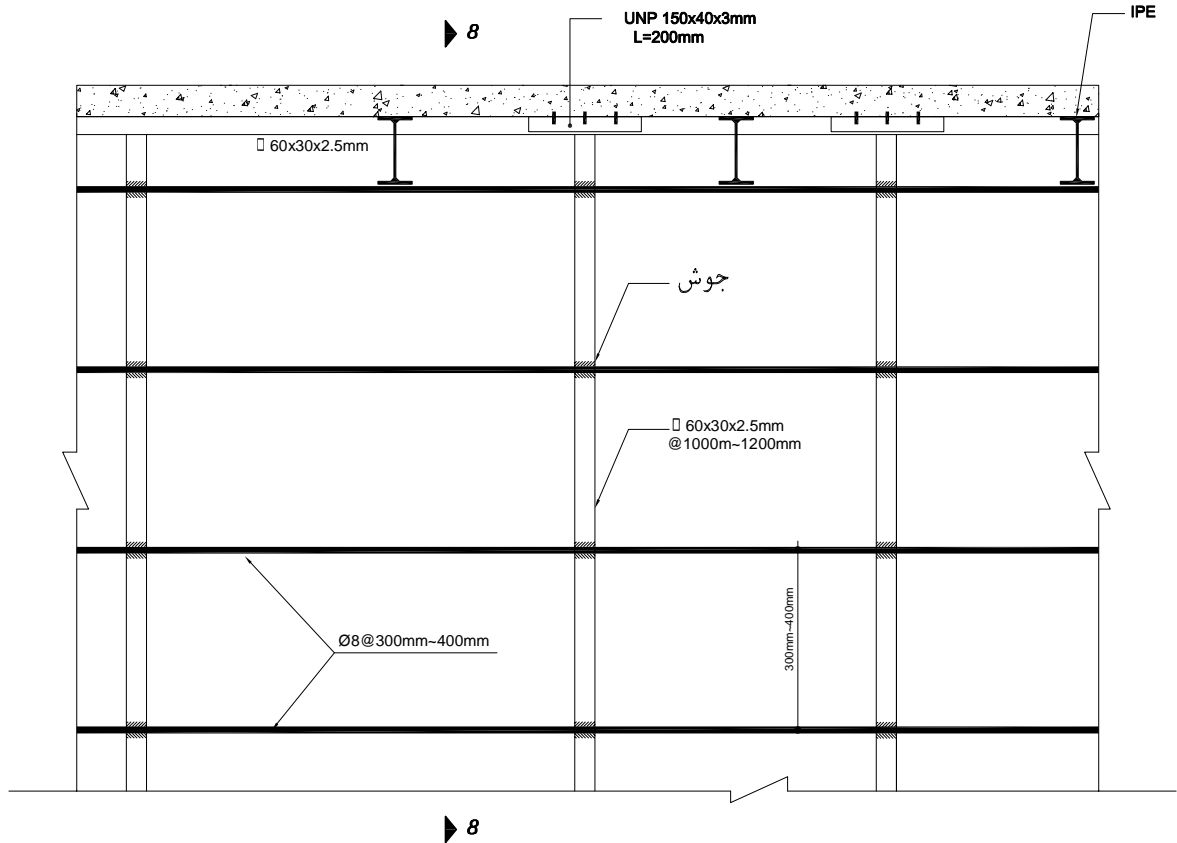 8
UNP 150x40x3mm
L=200mm
IPE
▯ 60x30x2.5mm
جوش
▯ 60x30x2.5mm
@1000m~1200mm
300mm~400mm
Ø8@300mm~400mm
8